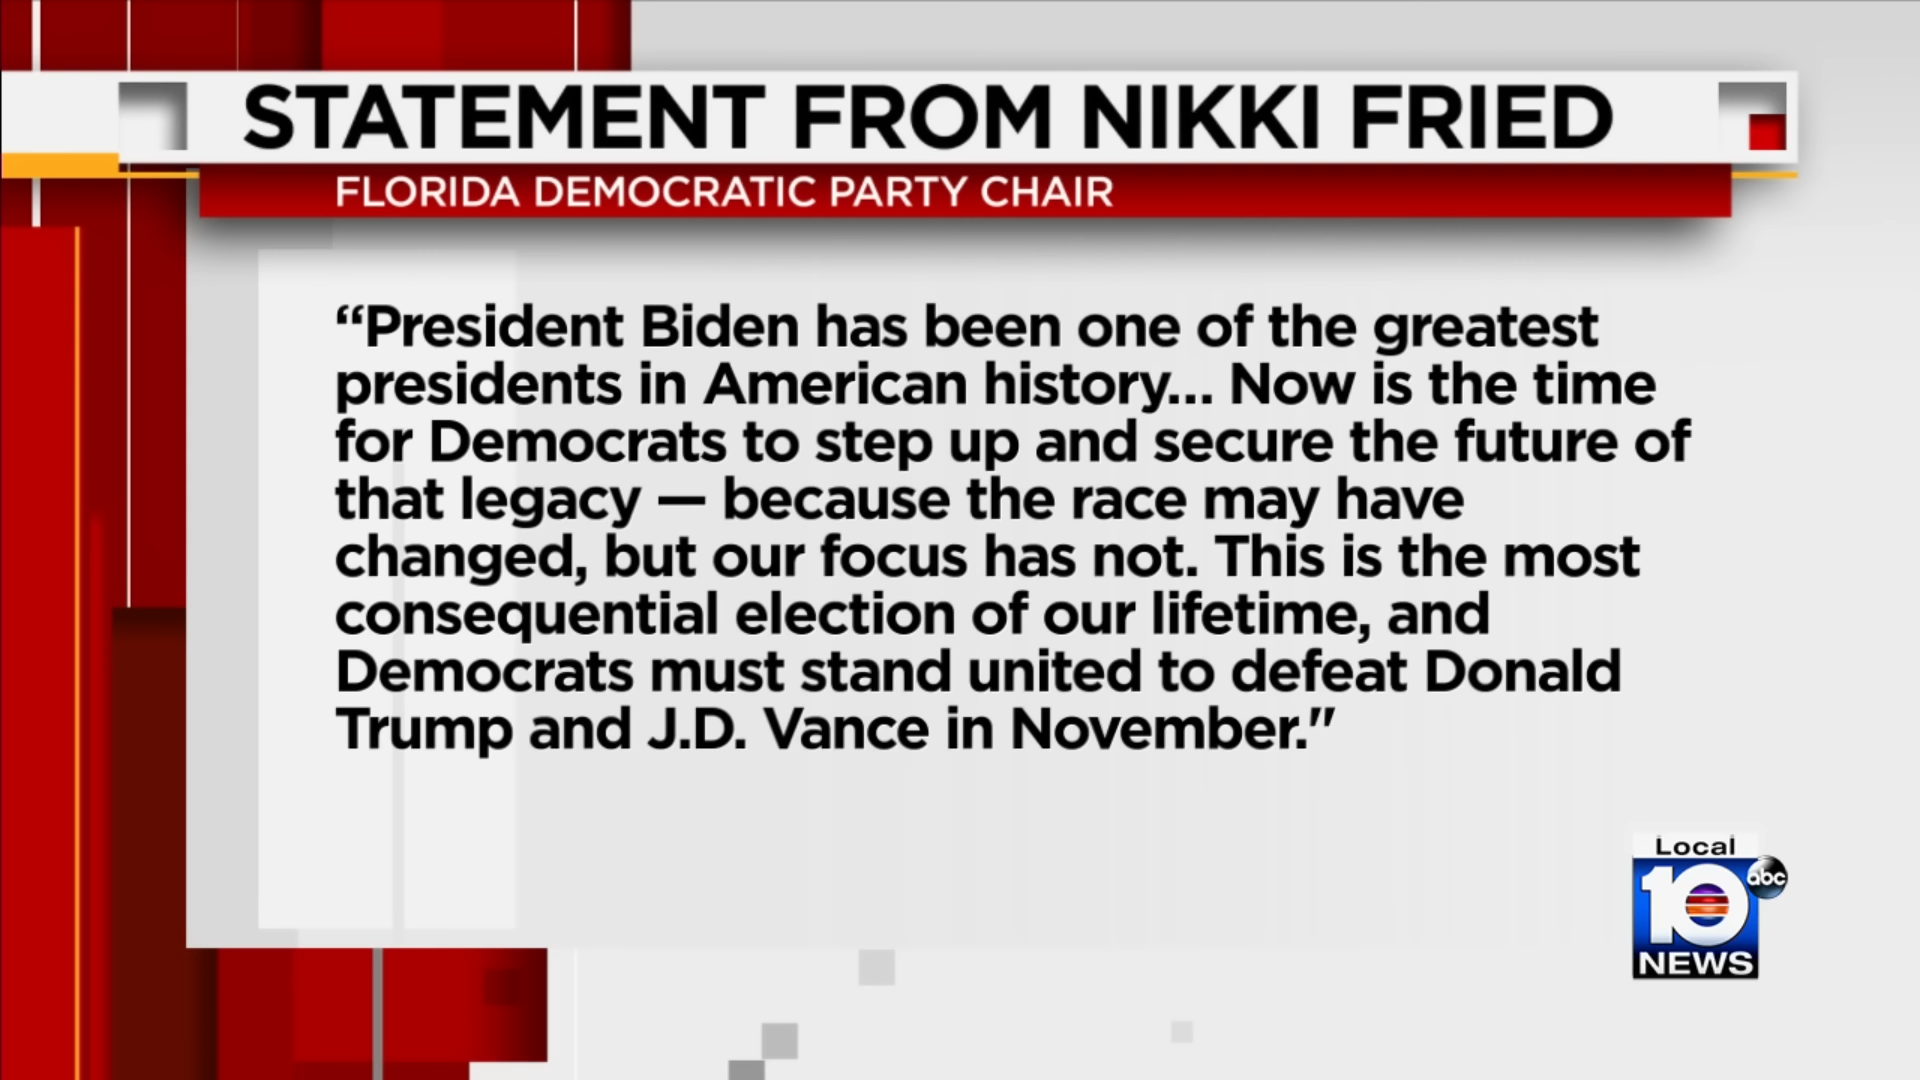 STATEMENT FROM NIKKI FRIED
FLORIDA DEMOCRATIC PARTY CHAIR
“President Biden has been one of the greatest
presidents in American history... Now is the time
for Democrats to step up and secure the future of
that legacy — because the race may have
changed, but our focus has not. This is the most
consequential election of our lifetime, and
Democrats must stand united to defeat Donald
Trump and J.D. Vance in November."
Local
10 abc
NEWS